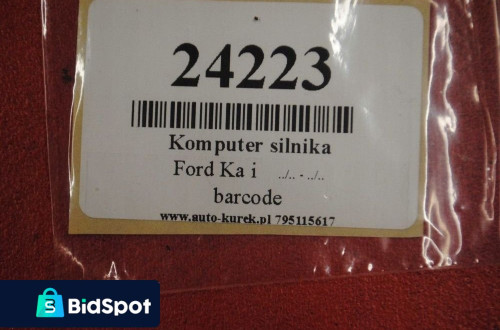 24223
Komputer silnika
Ford Ka i ../.. - ../..
barcode
www.auto-kurek.pl 795115617
S
BidSpot